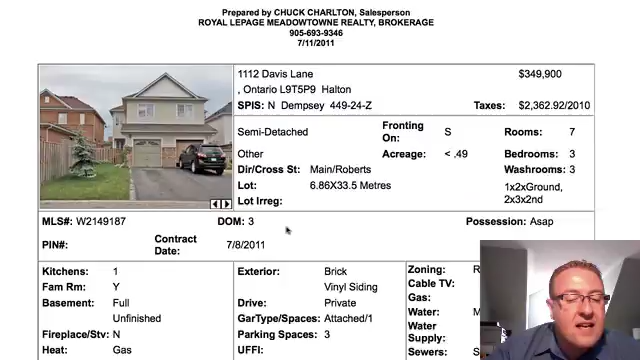 Prepared by CHUCK CHARLTON, Salesperson
ROYAL LEPAGE MEADOWTOWNE REALTY, BROKERAGE
905-693-9346
7/11/2011
1112 Davis Lane $349,900
, Ontario L9T5P9 Halton
SPIS: N Dempsey 449-24-Z Taxes: $2,362.92/2010
Semi-Detached Fronting On: S Rooms: 7
Other Acreage: < .49 Bedrooms: 3
Dir/Cross St: Main/Roberts Washrooms: 3
Lot: 6.86X33.5 Metres 1x2xGround,
Lot Irreg: 2x3x2nd
MLS#: W2149187 DOM: 3 Possession: Asap
PIN#: Contract Date: 7/8/2011
Kitchens: 1 Exterior: Brick Zoning: R
Fam Rm: Y Vinyl Siding Cable TV:
Basement: Full Drive: Private Gas:
Unfinished GarType/Spaces: Attached/1 Water: M
Fireplace/Stv: N Parking Spaces: 3 Water Supply:
Heat: Gas UFFI: Sewers: S